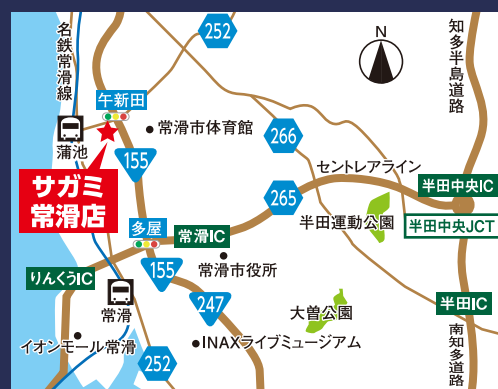 名鉄常滑線
252
N
知多半島道路
午新田
常滑市体育館
蒲池
155
266
セントレアライン
サガミ
常滑店
265
半田中央IC
半田運動公園
半田中央JCT
多屋
常滑IC
りんくうIC
155
常滑市役所
常滑
247
大曽公園
半田IC
イオンモール常滑
252
INAXライブミュージアム
南知多道路